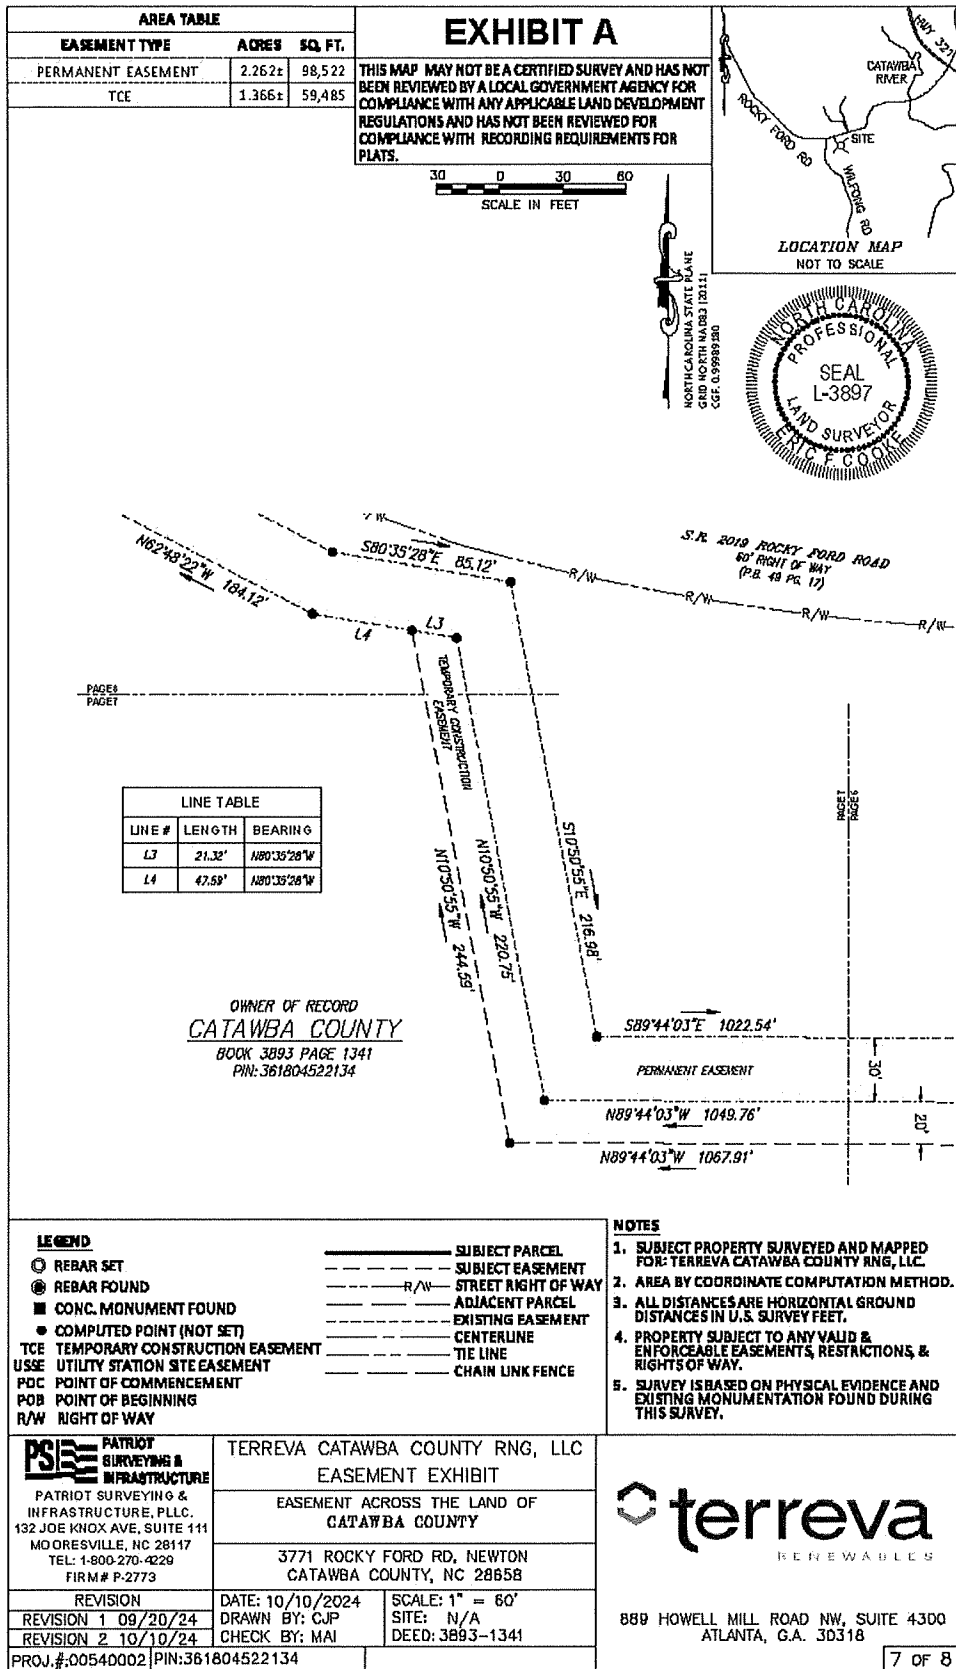 AREA TABLE
EASEMENT TYPE ACRES SQ. FT.
PERMANENT EASEMENT 2.262± 98,522
TCE 1.366± 59,485
EXHIBIT A
THIS MAP MAY NOT BE A CERTIFIED SURVEY AND HAS NOT
BEEN REVIEWED BY A LOCAL GOVERNMENT AGENCY FOR
COMPLIANCE WITH ANY APPLICABLE LAND DEVELOPMENT
REGULATIONS AND HAS NOT BEEN REVIEWED FOR
COMPLIANCE WITH RECORDING REQUIREMENTS FOR
PLATS.
30 0 30 60
SCALE IN FEET
HWY 321
CATAWBA
RIVER
ROCKY FORD RD
SITE
WILFONG RD
LOCATION MAP
NOT TO SCALE
NORTH CAROLINA STATE PLANE
GRID NORTH NAD83 (2011)
CGF: 0.99989180
NORTH CAROLINA
PROFESSIONAL
SEAL
L-3897
LAND SURVEYOR
ERIC F. COOKE
R/W
N62°48'22"W 184.12'
S80°35'28"E 85.12'
R/W
S.R. 2019 ROCKY FORD ROAD
60' RIGHT OF WAY
(P.B. 49 PG. 17)
R/W
R/W
R/W
L4
L3
PAGE8
PAGE7
TEMPORARY CONSTRUCTION
EASEMENT
LINE TABLE
LINE # LENGTH BEARING
L3 21.32' N80°35'28"W
L4 47.59' N80°35'28"W
PAGE7
PAGE6
N10°50'55"W 244.59'
N10°50'55"W 220.75'
S10°50'55"E 216.98'
OWNER OF RECORD
CATAWBA COUNTY
BOOK 3893 PAGE 1341
PIN: 361804522134
S89°44'03"E 1022.54'
PERMANENT EASEMENT
30'
N89°44'03"W 1049.76'
20'
N89°44'03"W 1067.91'
LEGEND
REBAR SET
REBAR FOUND
CONC. MONUMENT FOUND
COMPUTED POINT (NOT SET)
TCE TEMPORARY CONSTRUCTION EASEMENT
USSE UTILITY STATION SITE EASEMENT
POC POINT OF COMMENCEMENT
POB POINT OF BEGINNING
R/W RIGHT OF WAY
SUBJECT PARCEL
SUBJECT EASEMENT
R/W STREET RIGHT OF WAY
ADJACENT PARCEL
EXISTING EASEMENT
CENTERLINE
TIE LINE
CHAIN LINK FENCE
NOTES
1. SUBJECT PROPERTY SURVEYED AND MAPPED
FOR: TERREVA CATAWBA COUNTY RNG, LLC.
2. AREA BY COORDINATE COMPUTATION METHOD.
3. ALL DISTANCES ARE HORIZONTAL GROUND
DISTANCES IN U.S. SURVEY FEET.
4. PROPERTY SUBJECT TO ANY VALID &
ENFORCEABLE EASEMENTS, RESTRICTIONS, &
RIGHTS OF WAY.
5. SURVEY IS BASED ON PHYSICAL EVIDENCE AND
EXISTING MONUMENTATION FOUND DURING
THIS SURVEY.
PSI PATRIOT
SURVEYING &
INFRASTRUCTURE
PATRIOT SURVEYING &
INFRASTRUCTURE, PLLC.
132 JOE KNOX AVE, SUITE 111
MOORESVILLE, NC 28117
TEL: 1-800-270-4229
FIRM# P-2773
TERREVA CATAWBA COUNTY RNG, LLC
EASEMENT EXHIBIT
EASEMENT ACROSS THE LAND OF
CATAWBA COUNTY
3771 ROCKY FORD RD, NEWTON
CATAWBA COUNTY, NC 28658
REVISION
REVISION 1 09/20/24
REVISION 2 10/10/24
DATE: 10/10/2024
DRAWN BY: CJP
CHECK BY: MAI
SCALE: 1" = 60'
SITE: N/A
DEED: 3893-1341
PROJ.#:00540002 PIN:361804522134
terreva
RENEWABLES
889 HOWELL MILL ROAD NW, SUITE 4300
ATLANTA, G.A. 30318
7 OF 8